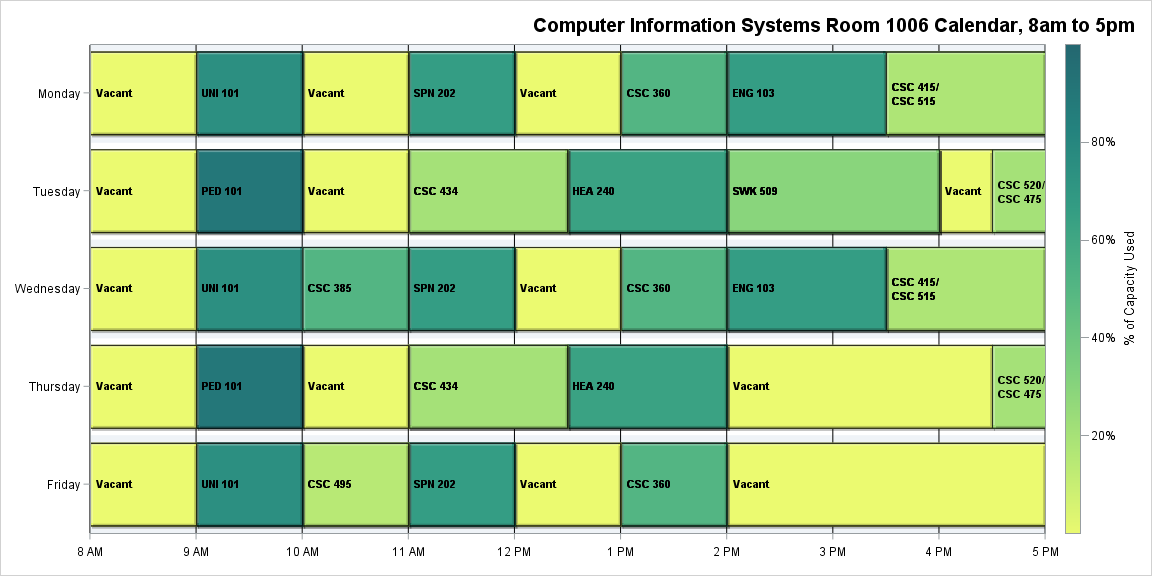 Computer Information Systems Room 1006 Calendar, 8am to 5pm
Monday
Vacant
UNI 101
Vacant
SPN 202
Vacant
CSC 360
ENG 103
CSC 415/
CSC 515
Tuesday
Vacant
PED 101
Vacant
CSC 434
HEA 240
SWK 509
Vacant
CSC 520/
CSC 475
Wednesday
Vacant
UNI 101
CSC 385
SPN 202
Vacant
CSC 360
ENG 103
CSC 415/
CSC 515
Thursday
Vacant
PED 101
Vacant
CSC 434
HEA 240
Vacant
CSC 520/
CSC 475
Friday
Vacant
UNI 101
CSC 495
SPN 202
Vacant
CSC 360
Vacant
8 AM
9 AM
10 AM
11 AM
12 PM
1 PM
2 PM
3 PM
4 PM
5 PM
80%
60%
40%
20%
% of Capacity Used